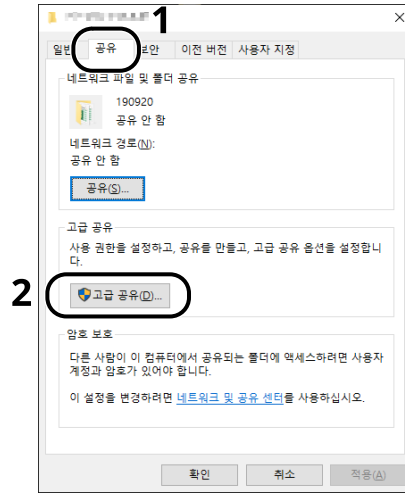 1
일반 공유 보안 이전 버전 사용자 지정
네트워크 파일 및 폴더 공유
190920
공유 안 함
네트워크 경로(N):
공유 안 함
공유(S)...
고급 공유
사용 권한을 설정하고, 공유를 만들고, 고급 공유 옵션을 설정합니
다.
2
고급 공유(D)...
암호 보호
다른 사람이 이 컴퓨터에서 공유되는 폴더에 액세스하려면 사용자
계정과 암호가 있어야 합니다.
이 설정을 변경하려면 네트워크 및 공유 센터를 사용하십시오.
확인 취소 적용(A)